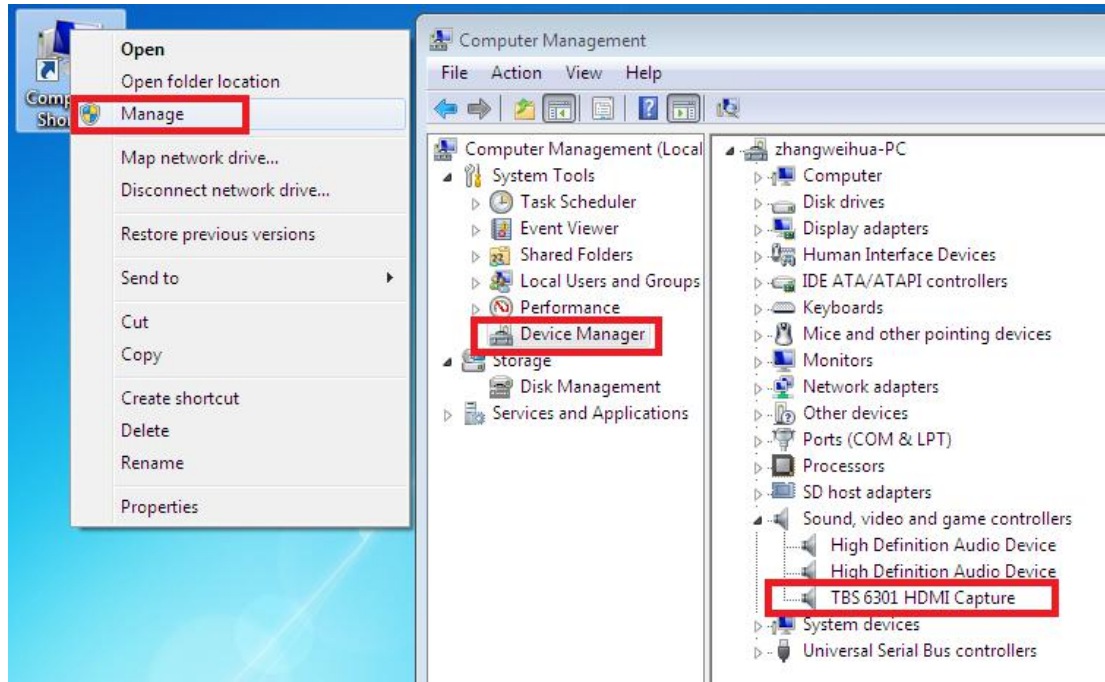 Open
Open folder location
Manage
Map network drive...
Disconnect network drive...
Restore previous versions
Send to
Cut
Copy
Create shortcut
Delete
Rename
Properties
Computer Management
File Action View Help
Computer Management (Local
System Tools
Task Scheduler
Event Viewer
Shared Folders
Local Users and Groups
Performance
Device Manager
Storage
Disk Management
Services and Applications
zhangweihua-PC
Computer
Disk drives
Display adapters
Human Interface Devices
IDE ATA/ATAPI controllers
Keyboards
Mice and other pointing devices
Monitors
Network adapters
Other devices
Ports (COM & LPT)
Processors
SD host adapters
Sound, video and game controllers
High Definition Audio Device
High Definition Audio Device
TBS 6301 HDMI Capture
System devices
Universal Serial Bus controllers